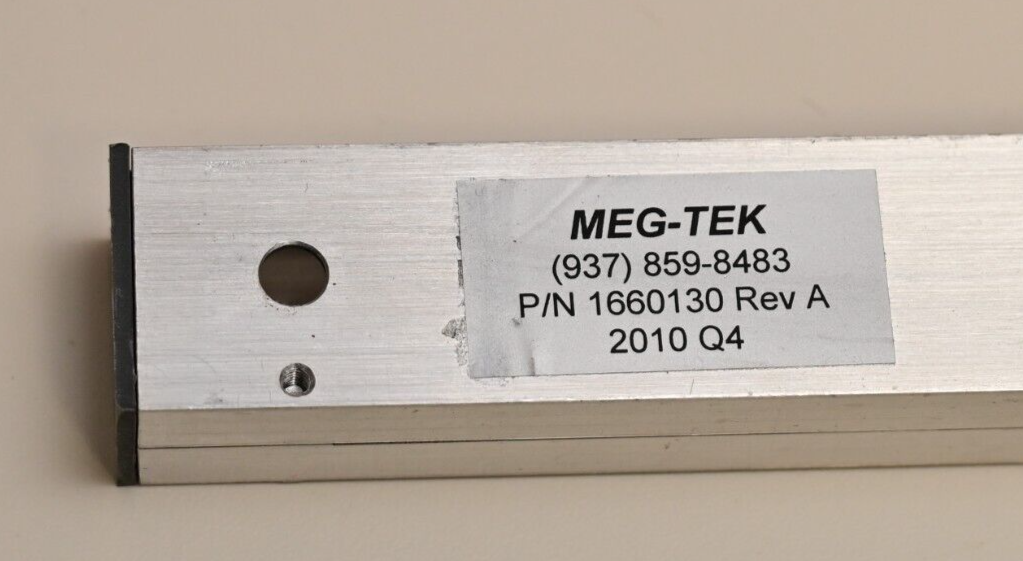 MEG-TEK
(937) 859-8483
P/N 1660130 Rev A
2010 Q4